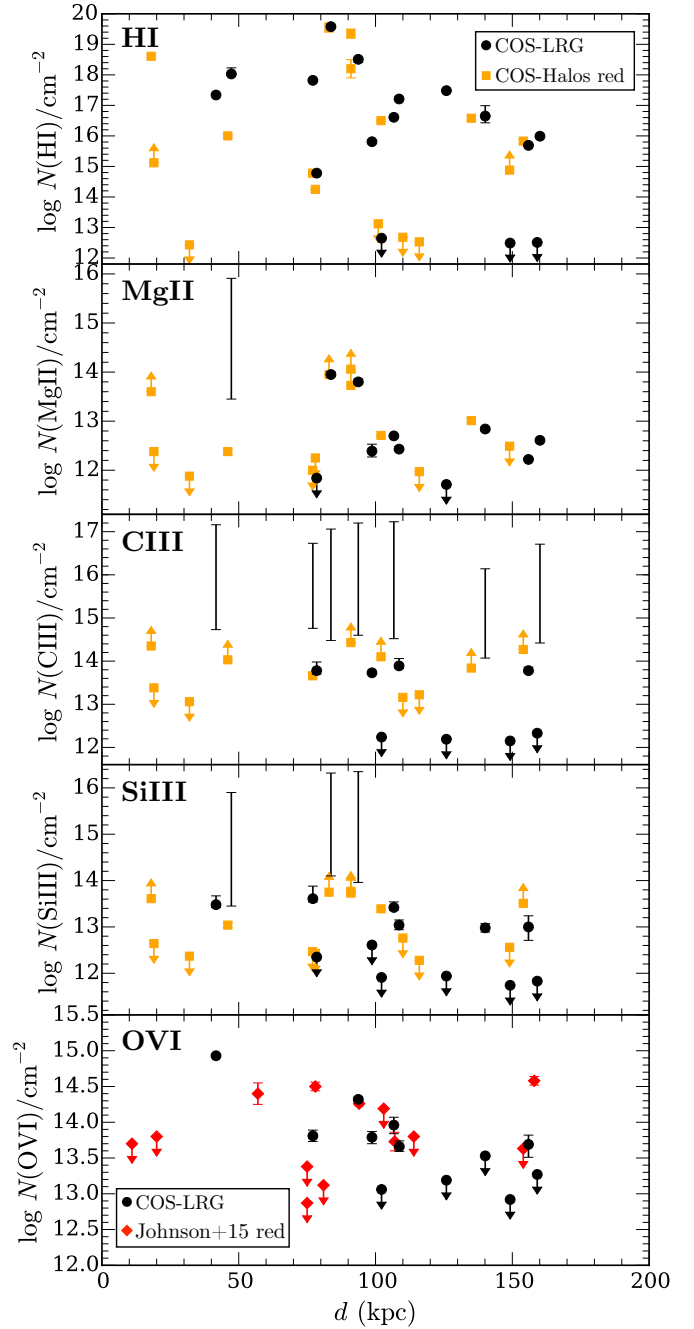 HI
COS-LRG
COS-Halos red
log N(HI)/cm−2
20
19
18
17
16
15
14
13
12
MgII
log N(MgII)/cm−2
16
15
14
13
12
CIII
log N(CIII)/cm−2
17
16
15
14
13
12
SiIII
log N(SiIII)/cm−2
16
15
14
13
12
OVI
log N(OVI)/cm−2
15.5
15.0
14.5
14.0
13.5
13.0
12.5
12.0
COS-LRG
Johnson+15 red
0 50 100 150 200
d (kpc)